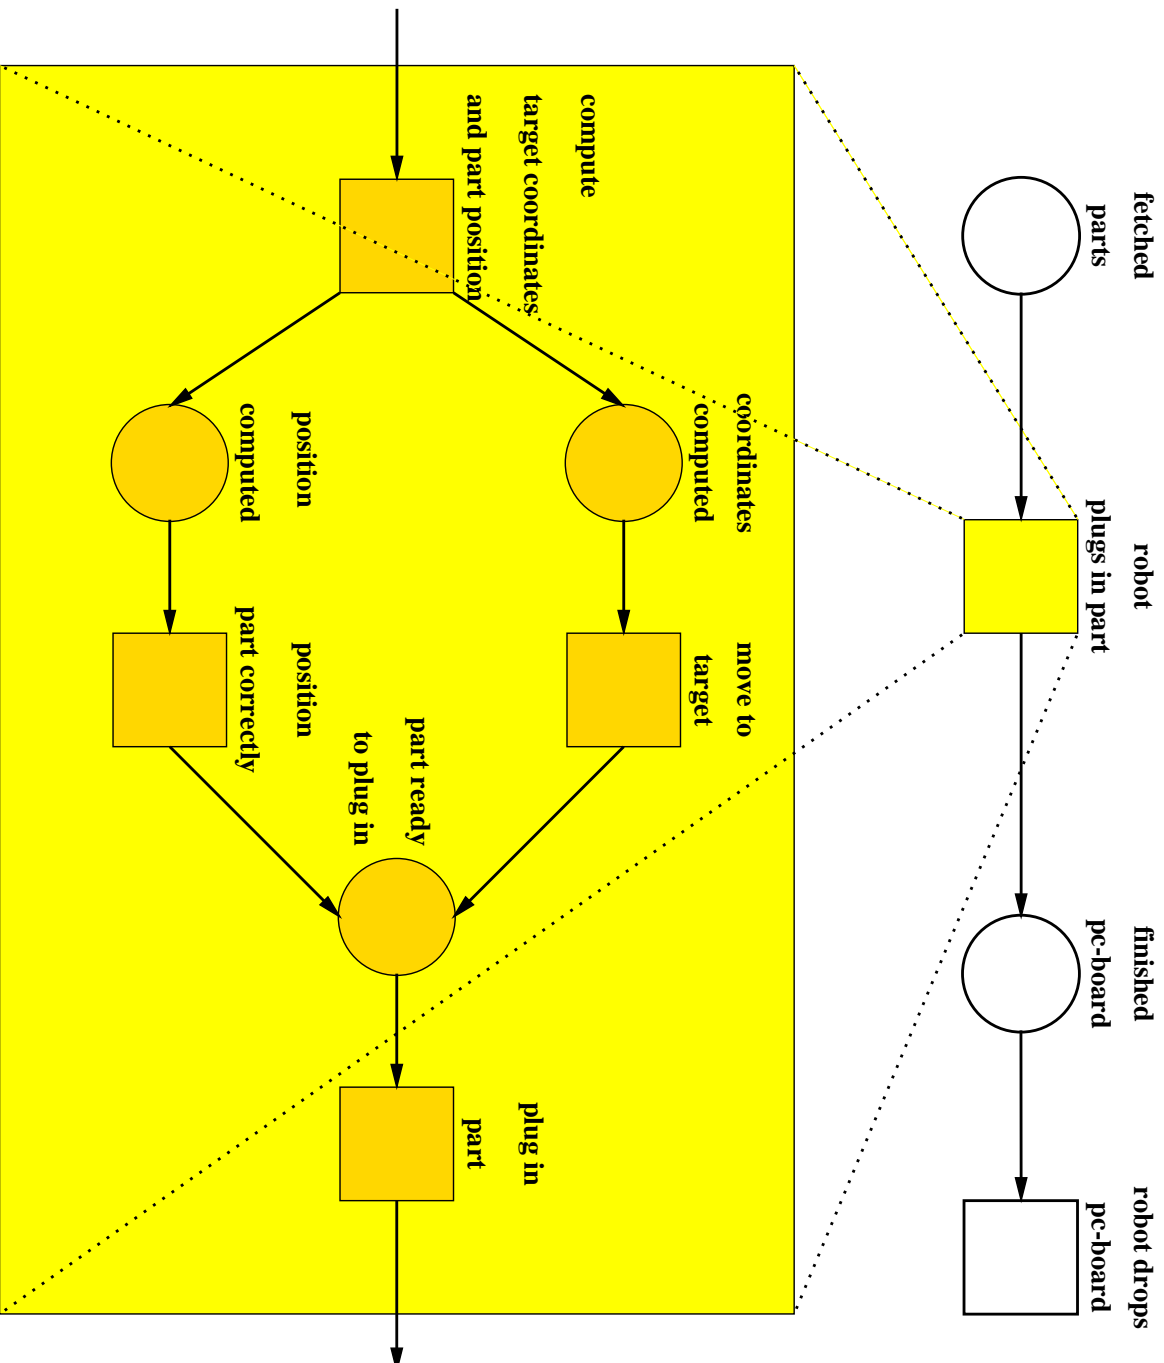 fetched
parts
robot
plugs in part
finished
pc-board
robot drops
pc-board
compute
target coordinates
and part position
coordinates
computed
move to
target
position
computed
position
part correctly
part ready
to plug in
plug in
part